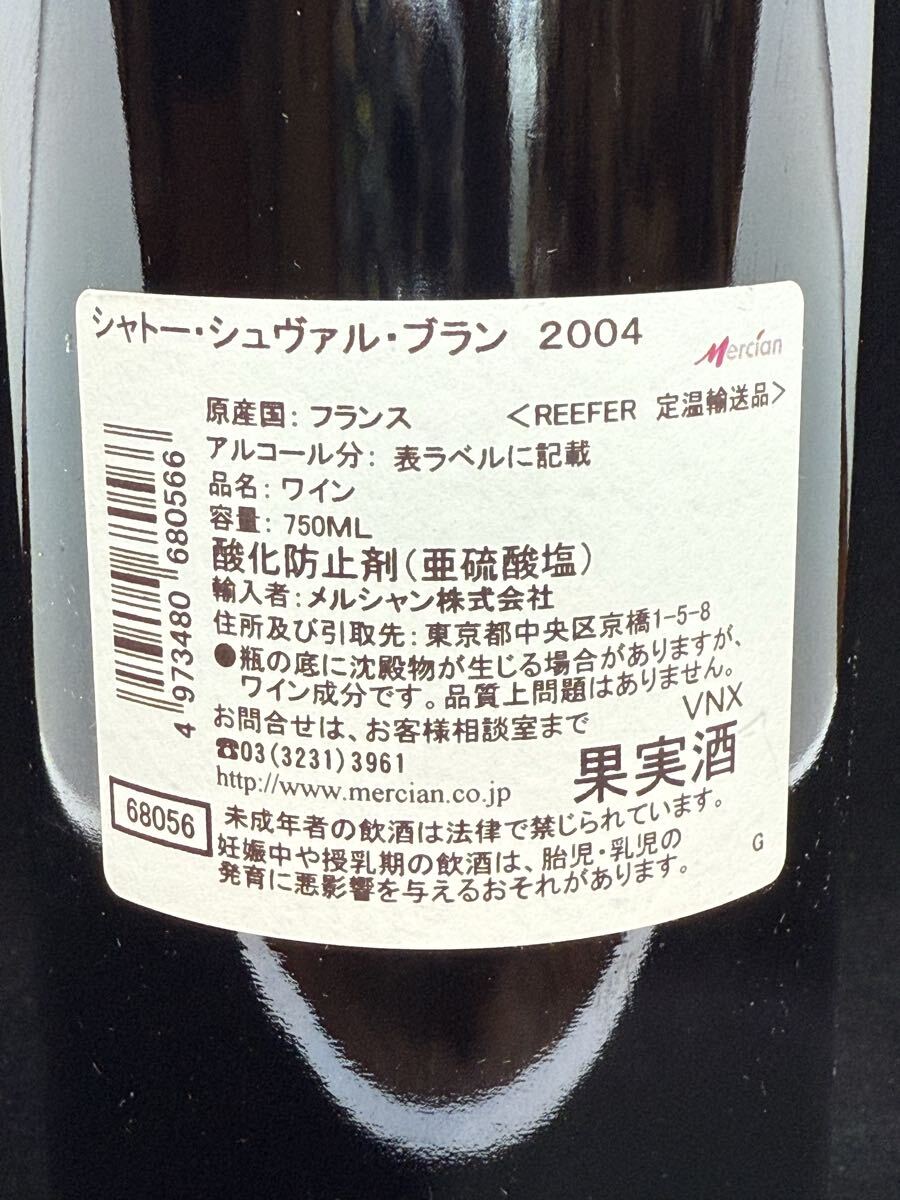 シャトー・シュヴァル・ブラン 2004
Mercian
原産国: フランス <REEFER 定温輸送品>
アルコール分: 表ラベルに記載
品名: ワイン
容量: 750ML
酸化防止剤(亜硫酸塩)
輸入者:メルシャン株式会社
住所及び引取先:東京都中央区京橋1-5-8
●瓶の底に沈殿物が生じる場合がありますが、
ワイン成分です。品質上問題はありません。
VNX
お問合せは、お客様相談室まで
☎03(3231)3961
http://www.mercian.co.jp
果実酒
4 973480 680566
68056
未成年者の飲酒は法律で禁じられています。
妊娠中や授乳期の飲酒は、胎児・乳児の
発育に悪影響を与えるおそれがあります。
G